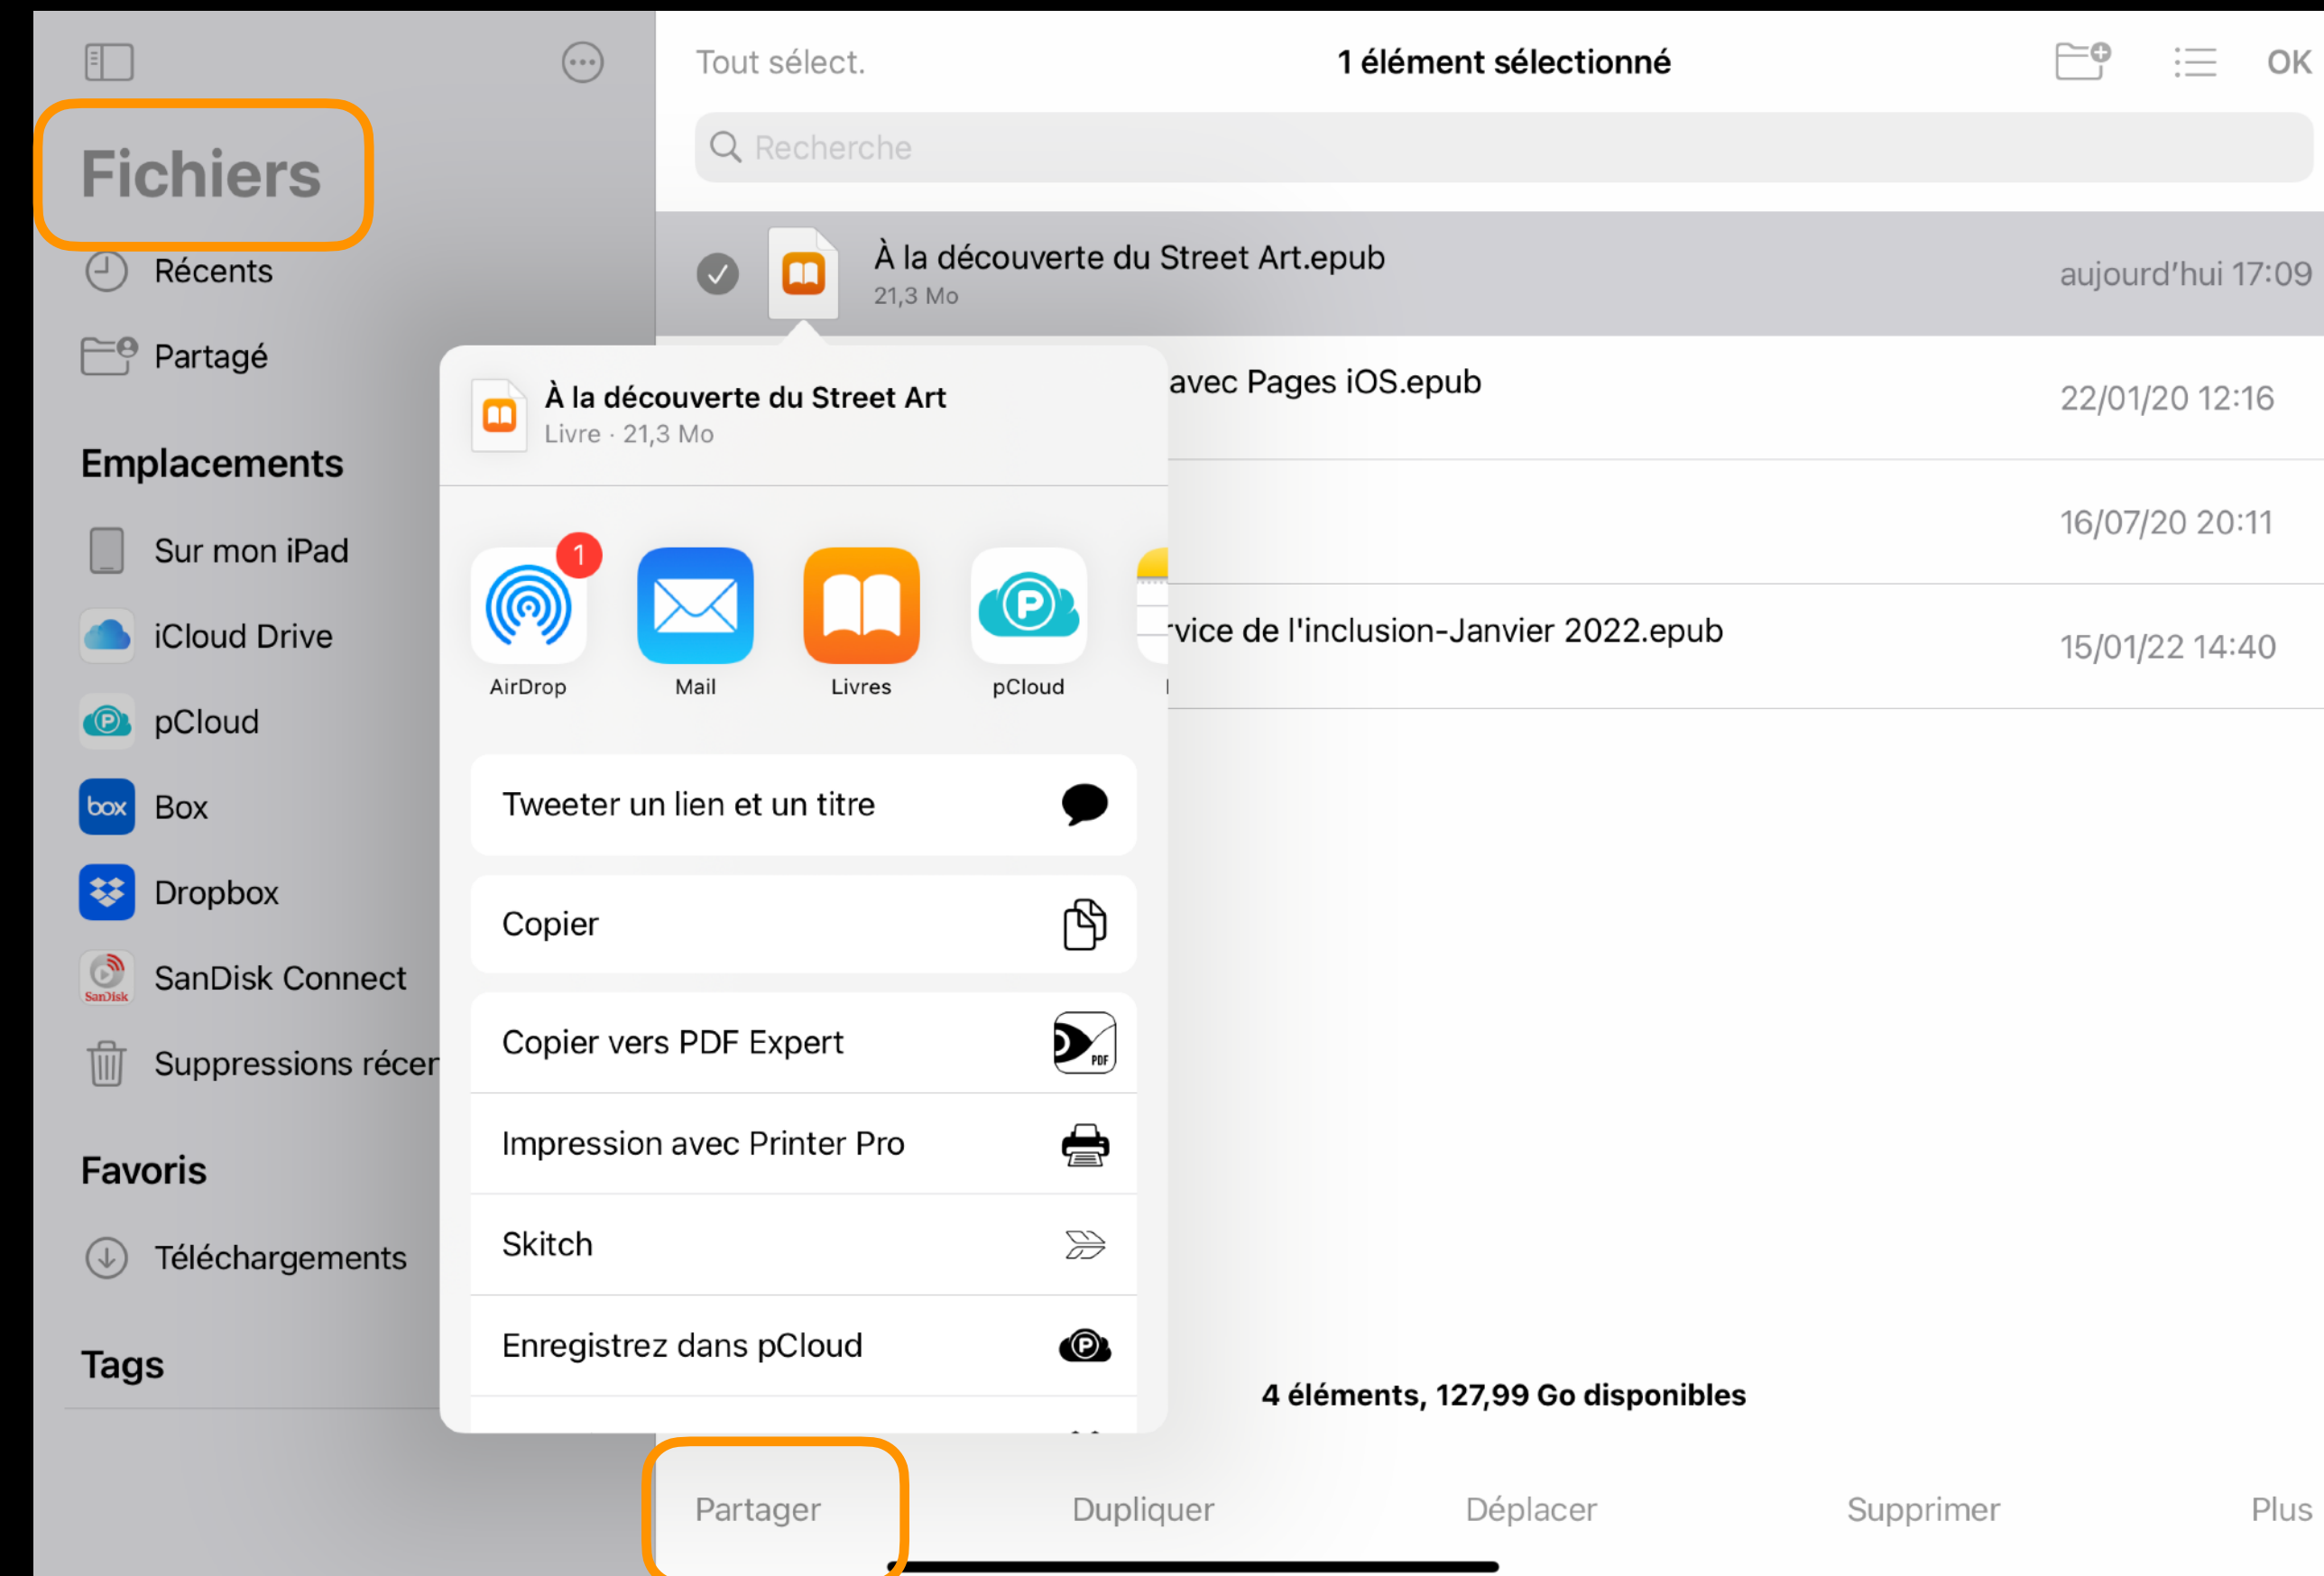 Fichiers
Récents
Partagé
Emplacements
Sur mon iPad
iCloud Drive
pCloud
box
Box
Dropbox
SanDisk
SanDisk Connect
Suppressions récen
Favoris
Téléchargements
Tags
Tout sélect.
1 élément sélectionné
OK
Recherche
À la découverte du Street Art.epub
21,3 Mo
aujourd'hui 17:09
avec Pages iOS.epub
22/01/20 12:16
16/07/20 20:11
rvice de l'inclusion-Janvier 2022.epub
15/01/22 14:40
À la découverte du Street Art
Livre · 21,3 Mo
1
AirDrop
Mail
Livres
pCloud
Tweeter un lien et un titre
Copier
Copier vers PDF Expert
PDF
Impression avec Printer Pro
Skitch
Enregistrez dans pCloud
4 éléments, 127,99 Go disponibles
Partager
Dupliquer
Déplacer
Supprimer
Plus